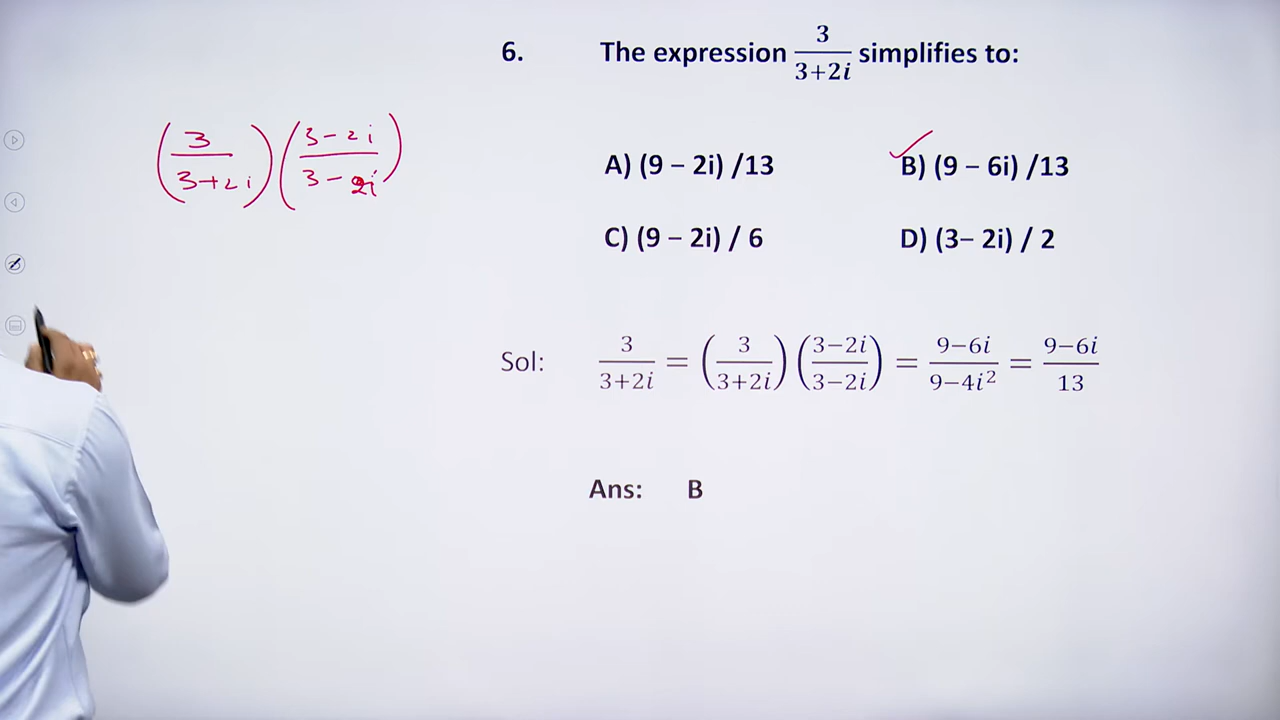 6. The expression 3/(3+2i) simplifies to:
(3/(3+2i)) ((3-2i)/(3-2i))
A) (9 – 2i) /13 B) (9 – 6i) /13
C) (9 – 2i) / 6 D) (3– 2i) / 2
Sol: 3/(3+2i) = (3/(3+2i)) ((3−2i)/(3−2i)) = (9−6i)/(9−4i²) = (9−6i)/13
Ans: B